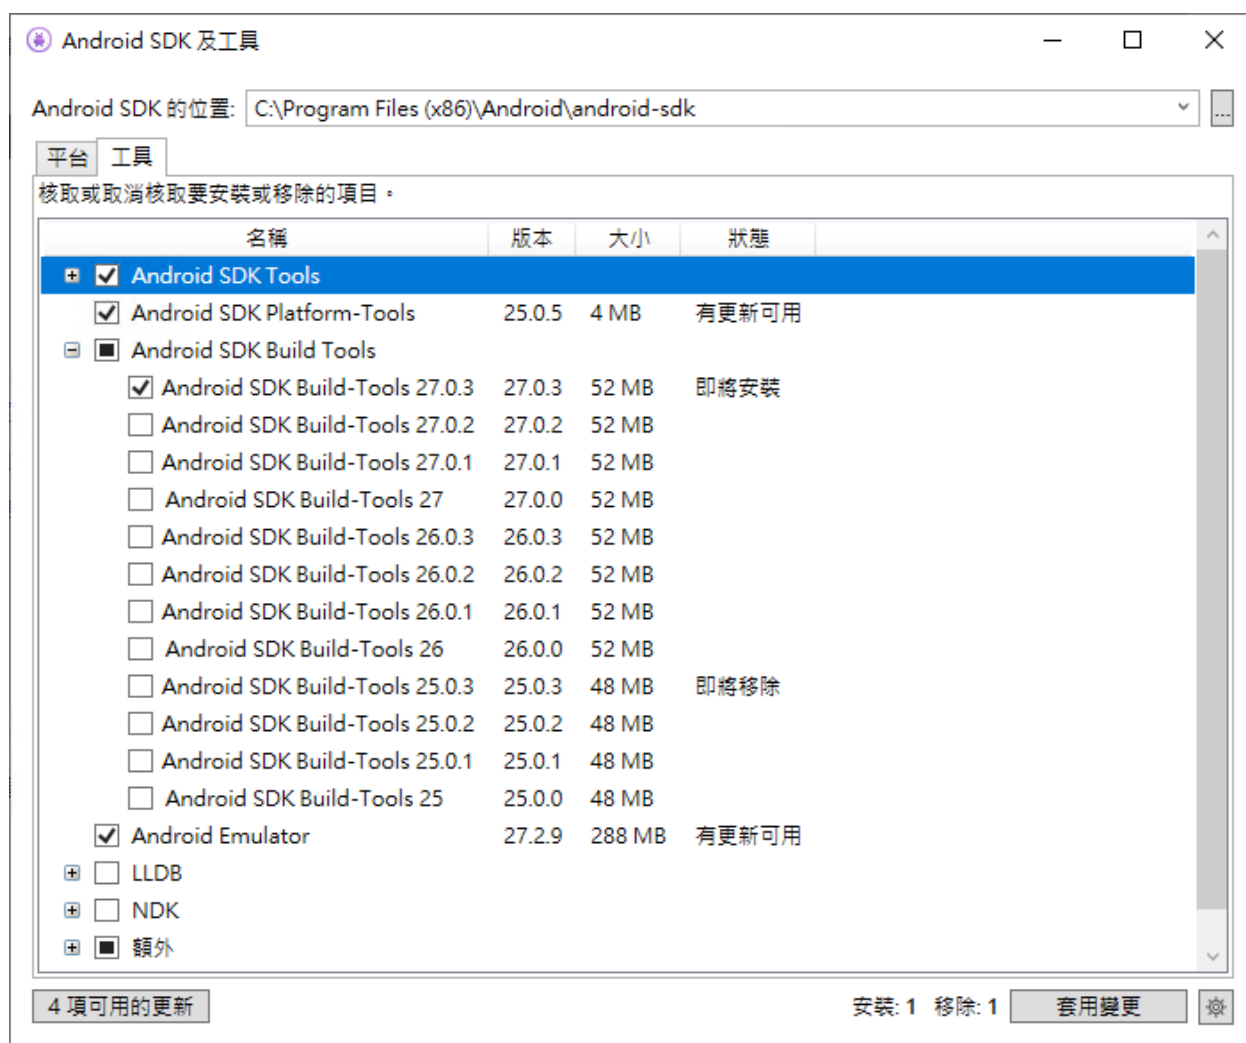 Android SDK 及工具
Android SDK 的位置: C:\Program Files (x86)\Android\android-sdk ...
平台 工具
核取或取消核取要安裝或移除的項目。
名稱 版本 大小 狀態
Android SDK Tools
Android SDK Platform-Tools 25.0.5 4 MB 有更新可用
Android SDK Build Tools
Android SDK Build-Tools 27.0.3 27.0.3 52 MB 即將安裝
Android SDK Build-Tools 27.0.2 27.0.2 52 MB
Android SDK Build-Tools 27.0.1 27.0.1 52 MB
Android SDK Build-Tools 27 27.0.0 52 MB
Android SDK Build-Tools 26.0.3 26.0.3 52 MB
Android SDK Build-Tools 26.0.2 26.0.2 52 MB
Android SDK Build-Tools 26.0.1 26.0.1 52 MB
Android SDK Build-Tools 26 26.0.0 52 MB
Android SDK Build-Tools 25.0.3 25.0.3 48 MB 即將移除
Android SDK Build-Tools 25.0.2 25.0.2 48 MB
Android SDK Build-Tools 25.0.1 25.0.1 48 MB
Android SDK Build-Tools 25 25.0.0 48 MB
Android Emulator 27.2.9 288 MB 有更新可用
LLDB
NDK
額外
4 項可用的更新 安裝: 1 移除: 1 套用變更